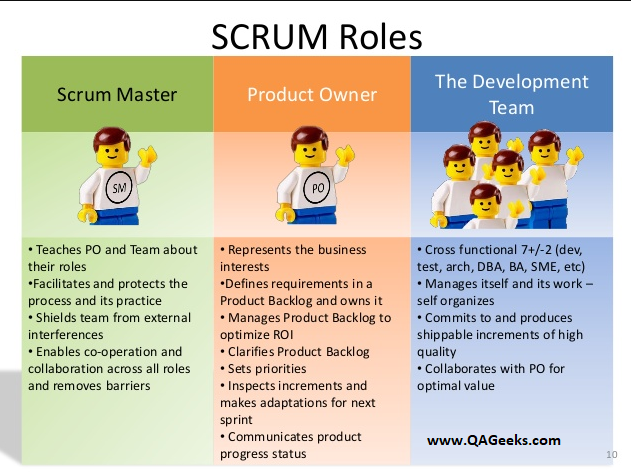 SCRUM Roles
Scrum Master
Product Owner
The Development
Team
SM
PO
• Teaches PO and Team about
their roles
•Facilitates and protects the
process and its practice
• Shields team from external
interferences
• Enables co-operation and
collaboration across all roles
and removes barriers
• Represents the business
interests
•Defines requirements in a
Product Backlog and owns it
• Manages Product Backlog to
optimize ROI
• Clarifies Product Backlog
• Sets priorities
• Inspects increments and
makes adaptations for next
sprint
• Communicates product
progress status
• Cross functional 7+/-2 (dev,
test, arch, DBA, BA, SME, etc)
• Manages itself and its work –
self organizes
• Commits to and produces
shippable increments of high
quality
• Collaborates with PO for
optimal value
www.QAGeeks.com
10